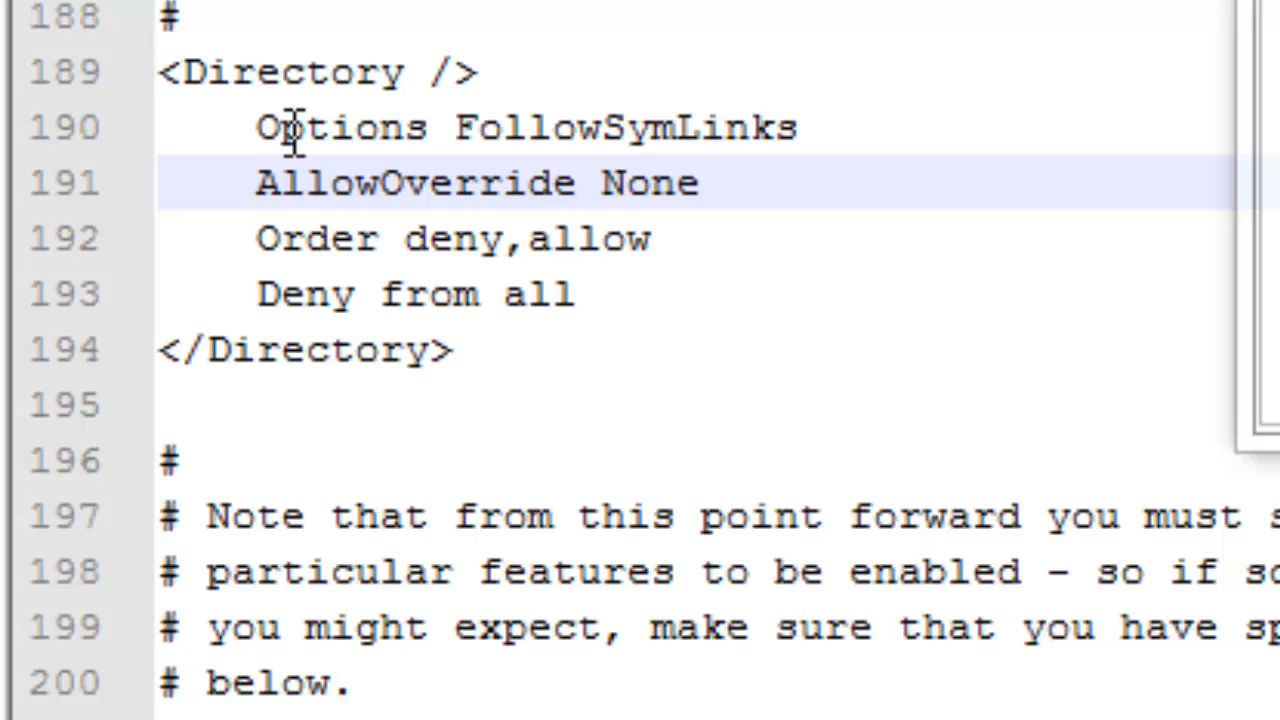 188 #
189 <Directory />
190 Options FollowSymLinks
191 AllowOverride None
192 Order deny,allow
193 Deny from all
194 </Directory>
195
196 #
197 # Note that from this point forward you must
198 # particular features to be enabled - so if
199 # you might expect, make sure that you have
200 # below.